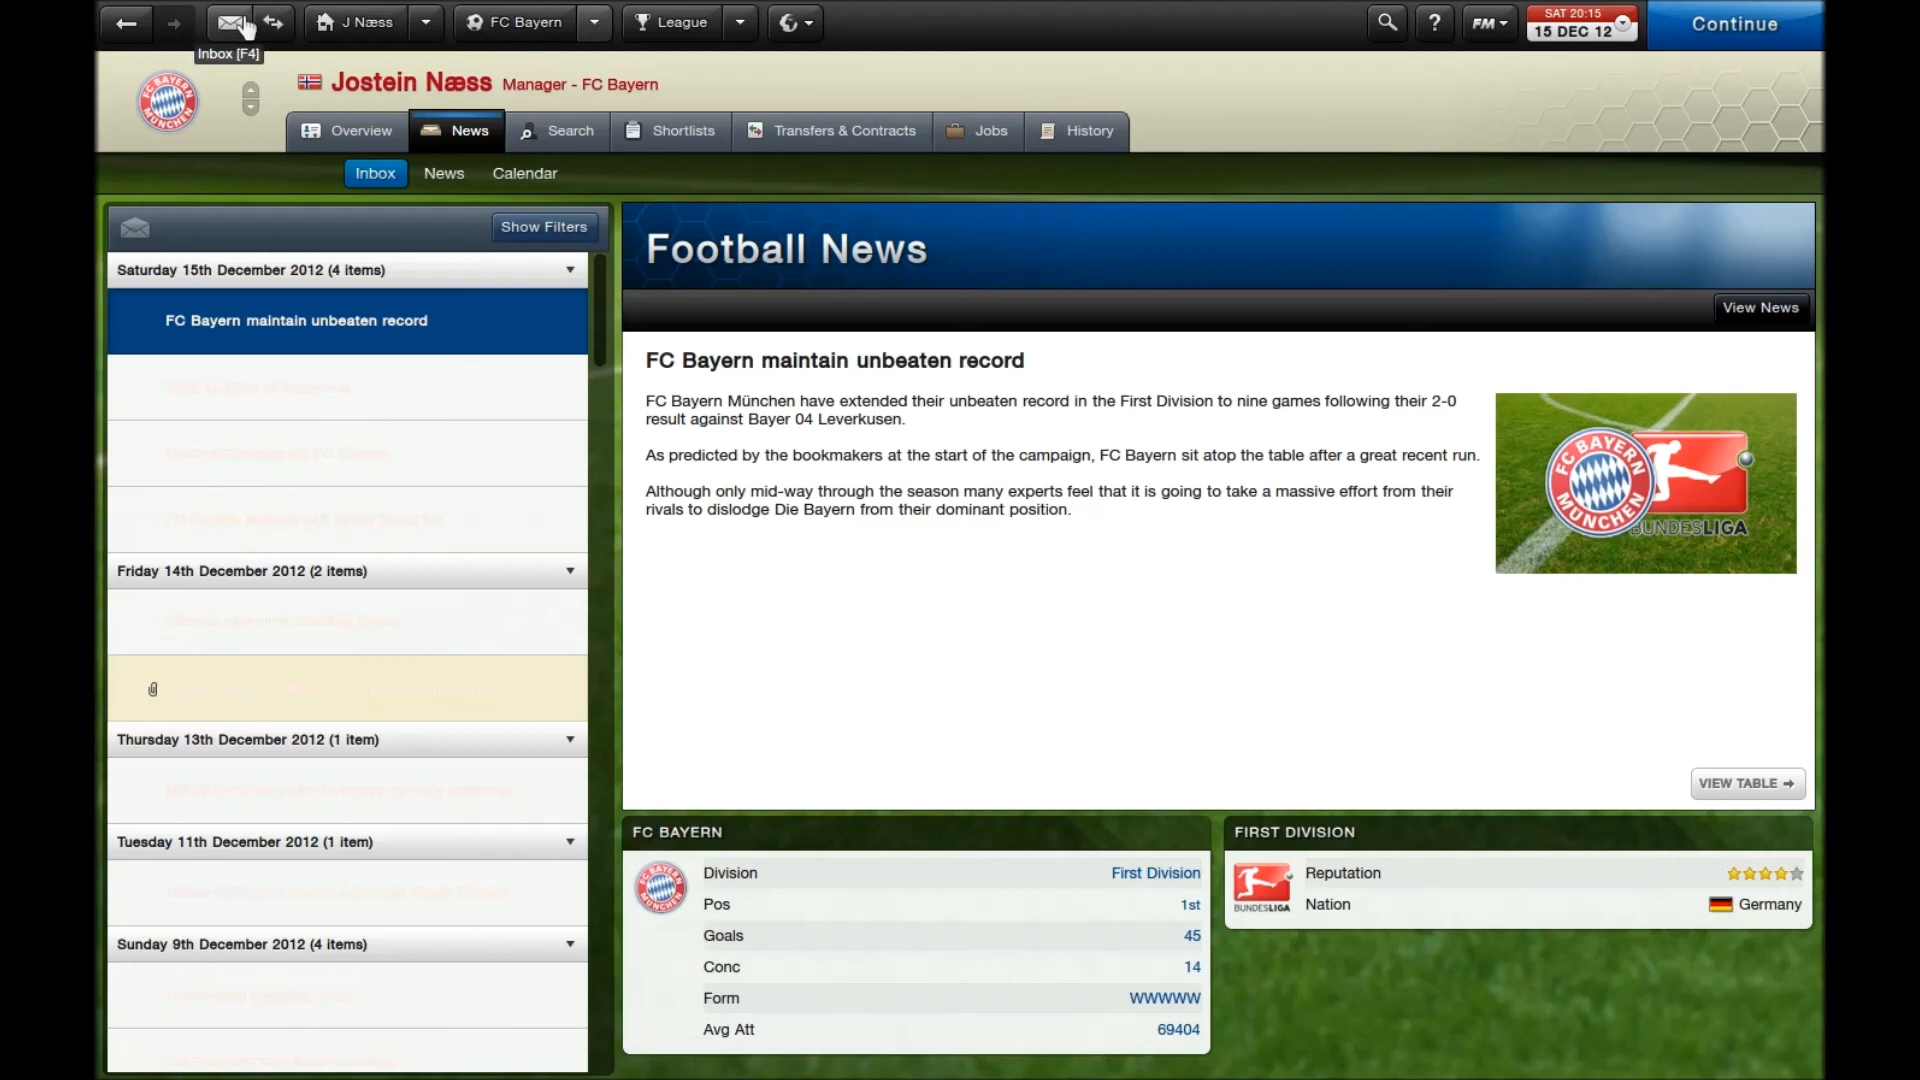 J Næss
FC Bayern
League
?
FM
SAT 20:15
15 DEC 12
Continue
Inbox [F4]
Jostein Næss Manager - FC Bayern
Overview
News
Search
Shortlists
Transfers & Contracts
Jobs
History
Inbox
News
Calendar
Show Filters
Saturday 15th December 2012 (4 items)
FC Bayern maintain unbeaten record
Friday 14th December 2012 (2 items)
Thursday 13th December 2012 (1 item)
Tuesday 11th December 2012 (1 item)
Sunday 9th December 2012 (4 items)
Football News
View News
FC Bayern maintain unbeaten record
FC Bayern München have extended their unbeaten record in the First Division to nine games following their 2-0
result against Bayer 04 Leverkusen.
As predicted by the bookmakers at the start of the campaign, FC Bayern sit atop the table after a great recent run.
Although only mid-way through the season many experts feel that it is going to take a massive effort from their
rivals to dislodge Die Bayern from their dominant position.
FC BAYERN
MÜNCHEN
BUNDESLIGA
VIEW TABLE
FC BAYERN
Division First Division
Pos 1st
Goals 45
Conc 14
Form WWWWW
Avg Att 69404
FIRST DIVISION
Reputation
BUNDESLIGA
Nation Germany